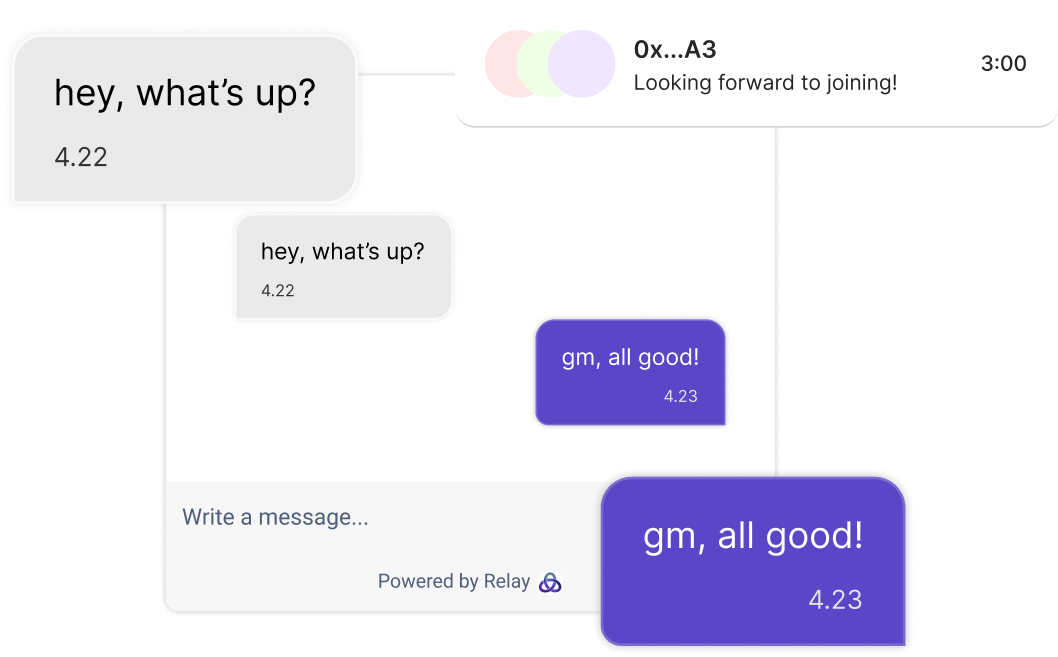 hey, what’s up?
4.22
0x...A3
Looking forward to joining!
3:00
hey, what’s up?
4.22
gm, all good!
4.23
Write a message...
Powered by Relay
gm, all good!
4.23